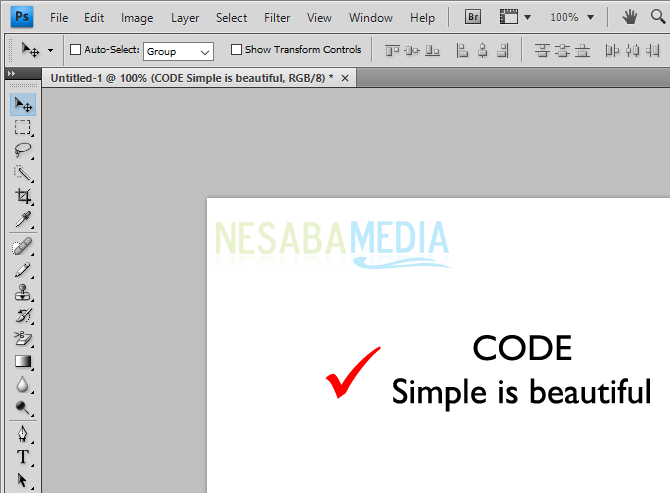 Ps File Edit Image Layer Select Filter View Window Help Br 100%
Auto-Select: Group Show Transform Controls
Untitled-1 @ 100% (CODE Simple is beautiful, RGB/8) * ×
NESABAMEDIA
CODE
Simple is beautiful
T